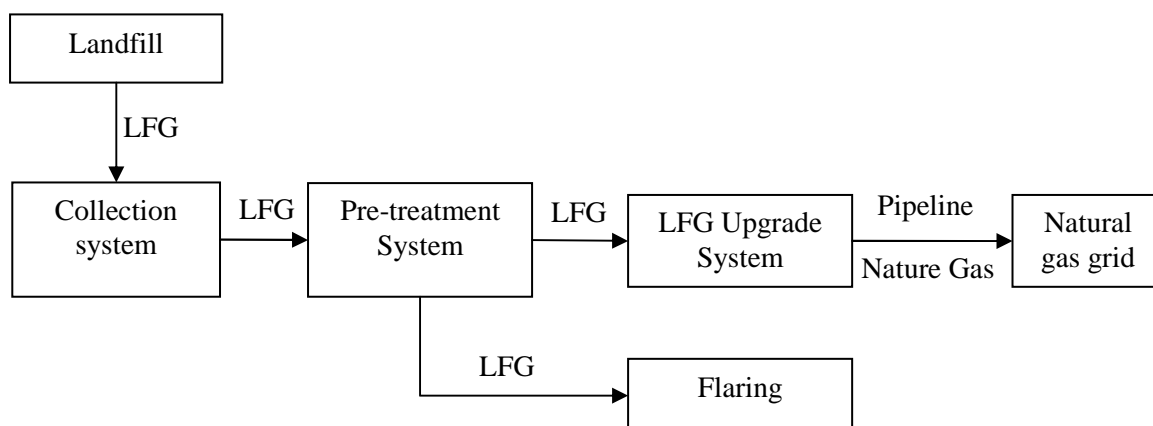 Landfill
LFG
Collection
system
LFG
Pre-treatment
System
LFG
LFG Upgrade
System
Pipeline
Nature Gas
Natural
gas grid
LFG
Flaring